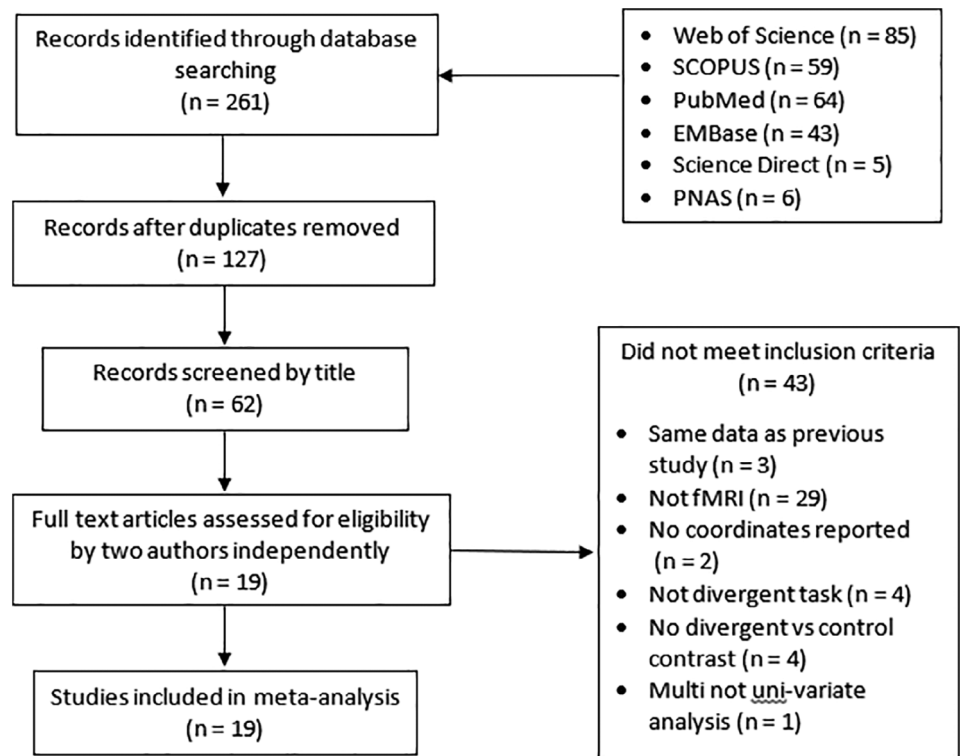 Records identified through database
searching
(n = 261)
• Web of Science (n = 85)
• SCOPUS (n = 59)
• PubMed (n = 64)
• EMBase (n = 43)
• Science Direct (n = 5)
• PNAS (n = 6)
Records after duplicates removed
(n = 127)
Records screened by title
(n = 62)
Full text articles assessed for eligibility
by two authors independently
(n = 19)
Did not meet inclusion criteria
(n = 43)
• Same data as previous
study (n = 3)
• Not fMRI (n = 29)
• No coordinates reported
(n = 2)
• Not divergent task (n = 4)
• No divergent vs control
contrast (n = 4)
• Multi not uni-variate
analysis (n = 1)
Studies included in meta-analysis
(n = 19)